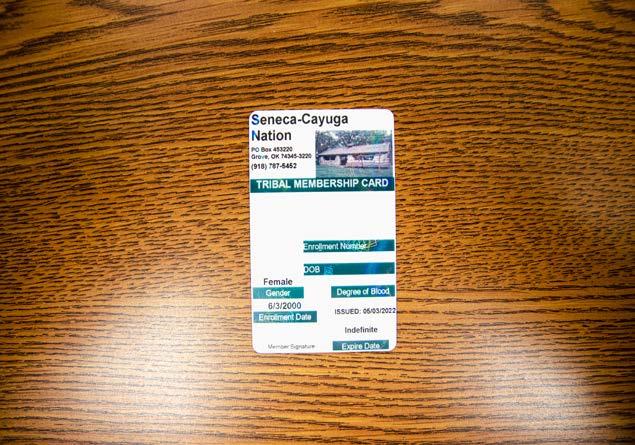 Seneca-Cayuga
Nation
PO Box 453220
Grove, OK 74345-3220
(918) 787-5452
TRIBAL MEMBERSHIP CARD
Enrollment Number
DOB
Female
Gender
Degree of Blood
6/3/2000
Enrollment Date
ISSUED: 05/03/2022
Indefinite
Member Signature
Expire Date